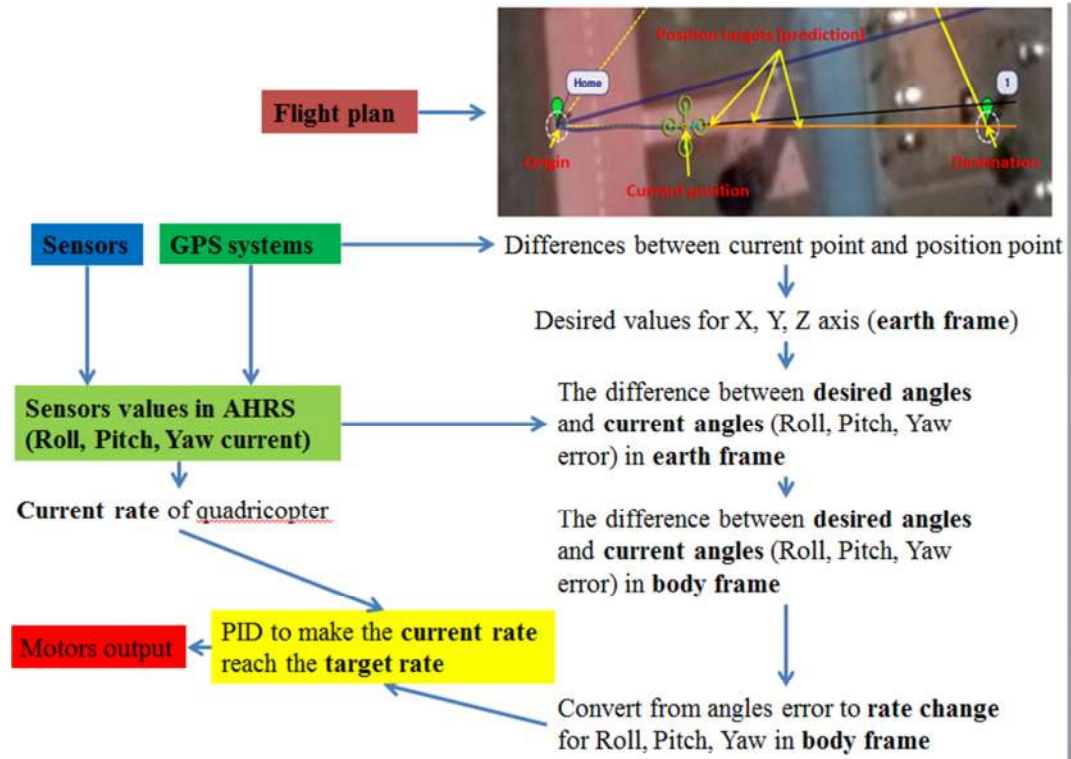 Position targets [prediction]
Home
1
Flight plan
Origin
Destination
Current position
Sensors
GPS systems
Differences between current point and position point
Desired values for X, Y, Z axis (earth frame)
The difference between desired angles
and current angles (Roll, Pitch, Yaw
error) in earth frame
Sensors values in AHRS
(Roll, Pitch, Yaw current)
Current rate of quadricopter
The difference between desired angles
and current angles (Roll, Pitch, Yaw
error) in body frame
PID to make the current rate
reach the target rate
Motors output
Convert from angles error to rate change
for Roll, Pitch, Yaw in body frame